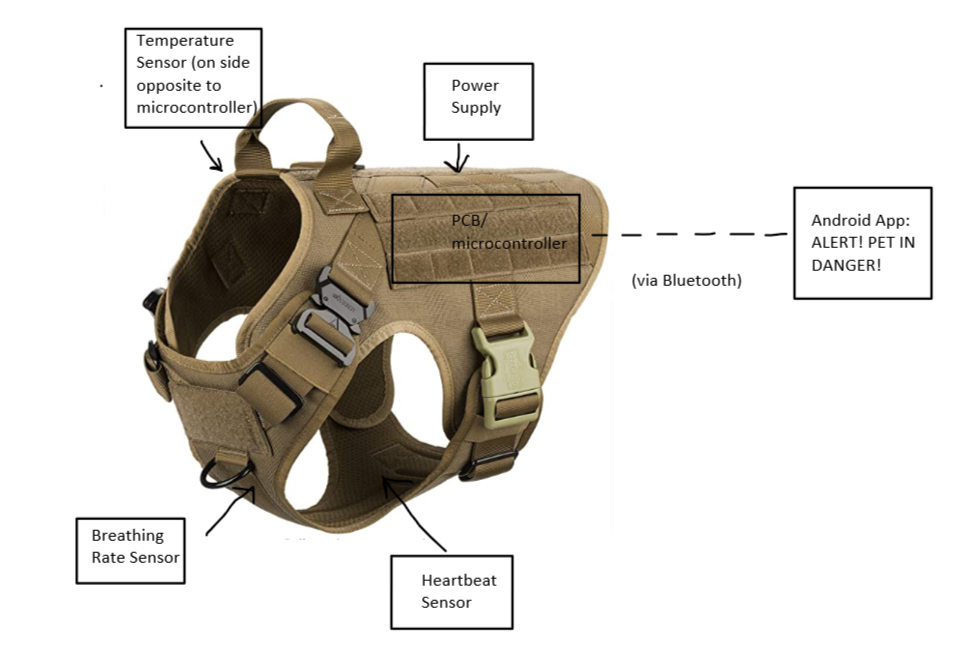 Temperature
Sensor (on side
opposite to
microcontroller)
Power
Supply
PCB/
microcontroller
Android App:
ALERT! PET IN
DANGER!
(via Bluetooth)
Breathing
Rate Sensor
Heartbeat
Sensor